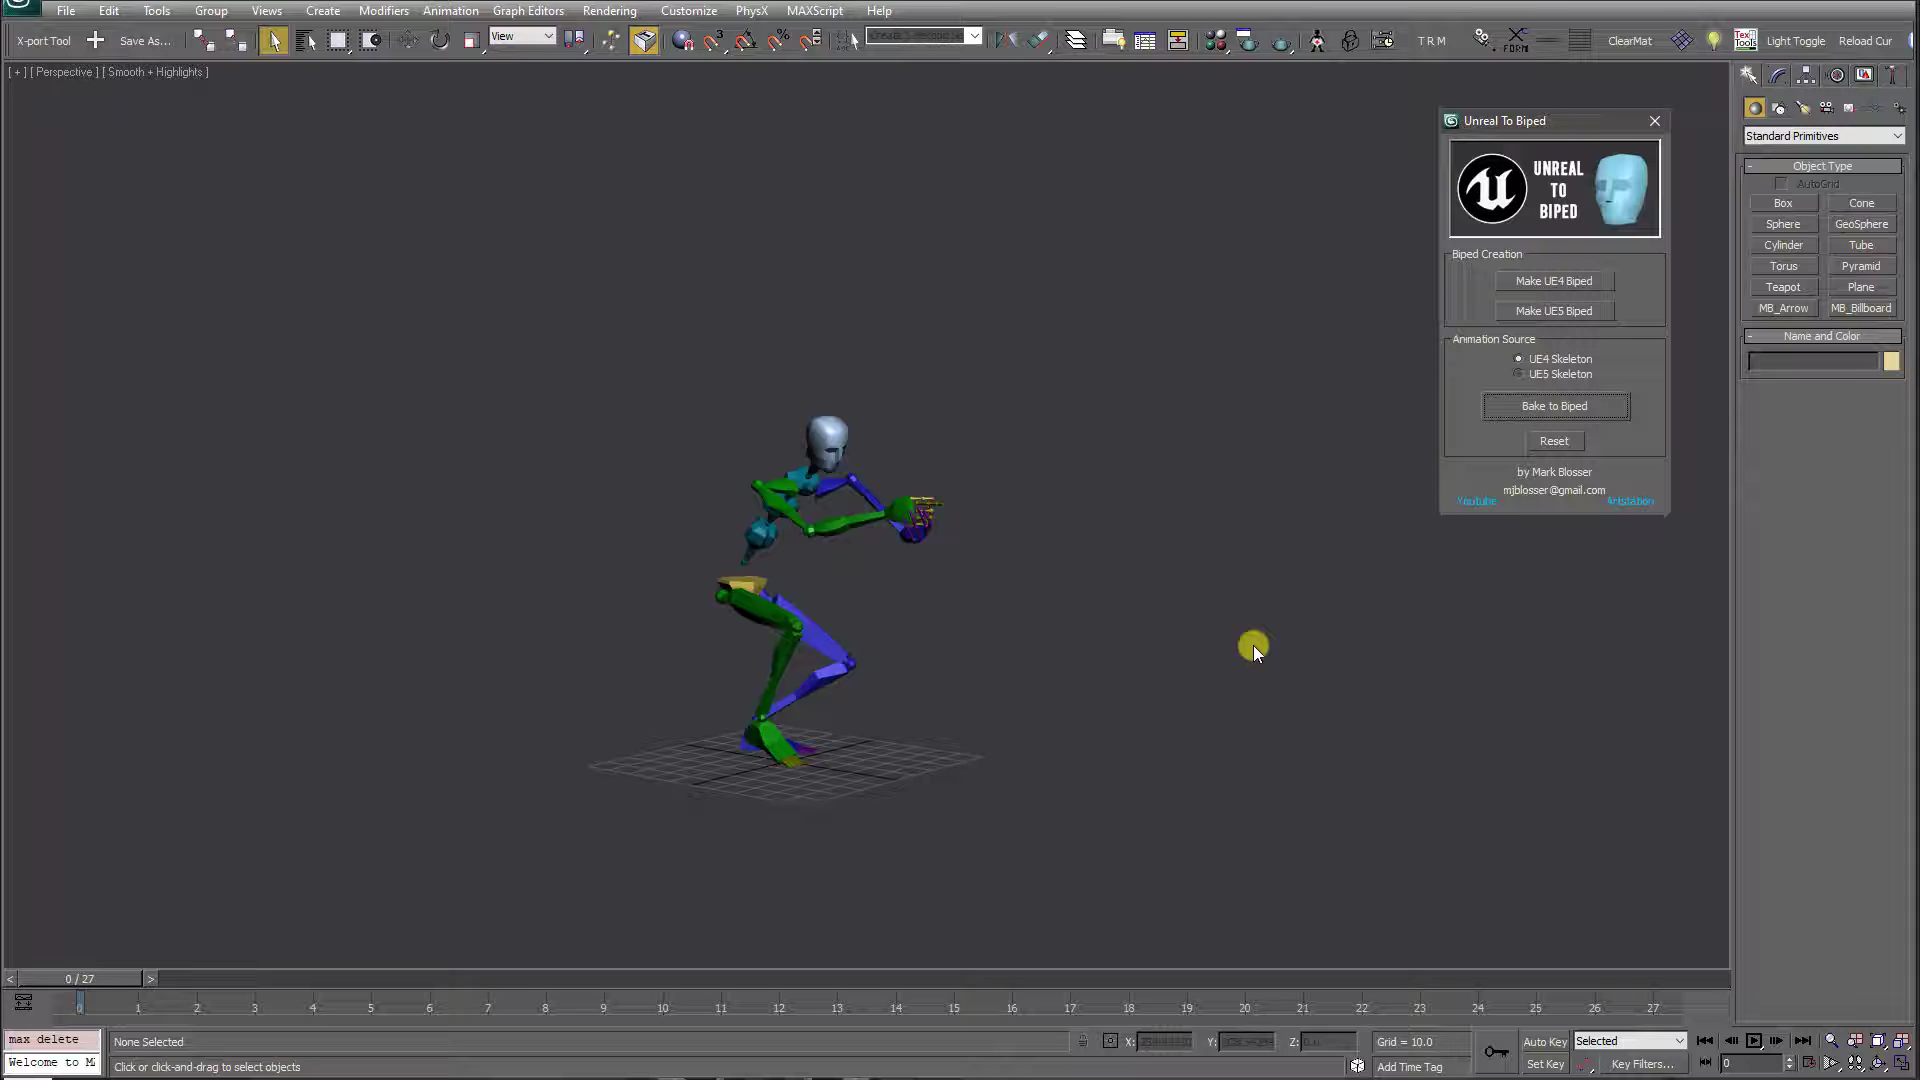 File Edit Tools Group Views Create Modifiers Animation Graph Editors Rendering Customize PhysX MAXScript Help
X-port Tool Save As... View 3 % TRM FORM ClearMat Tex Tools Light Toggle Reload Cur
[ + ] [ Perspective ] [ Smooth + Highlights ]
Unreal To Biped
UNREAL
TO
BIPED
Biped Creation
Make UE4 Biped
Make UE5 Biped
Animation Source
UE4 Skeleton
UE5 Skeleton
Bake to Biped
Reset
by Mark Blosser
mjblosser@gmail.com
Youtube Artstation
Standard Primitives
- Object Type
AutoGrid
Box Cone
Sphere GeoSphere
Cylinder Tube
Torus Pyramid
Teapot Plane
MB_Arrow MB_Billboard
- Name and Color
< 0 / 27 >
0 1 2 3 4 5 6 7 8 9 10 11 12 13 14 15 16 17 18 19 20 21 22 23 24 25 26 27
max delete
Welcome to M
None Selected X: Y: Z: Grid = 10.0 Auto Key Selected
Click or click-and-drag to select objects Add Time Tag Set Key Key Filters... 0